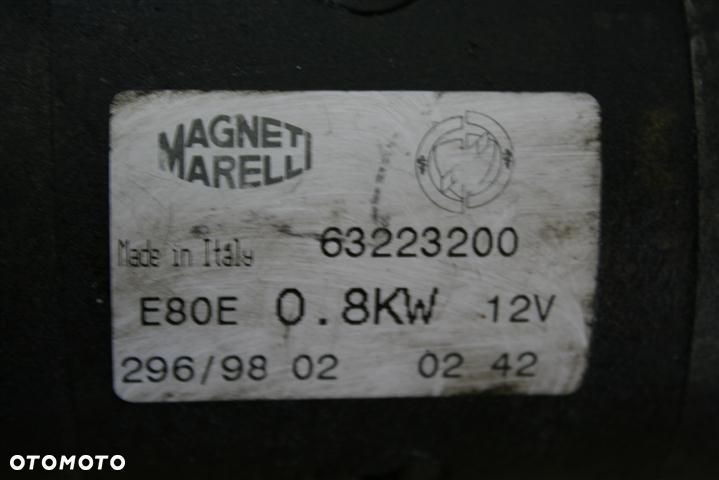 MAGNETI
MARELLI
Made in Italy 63223200
E80E 0.8KW 12V
296/98 02 02 42
OTOMOTO